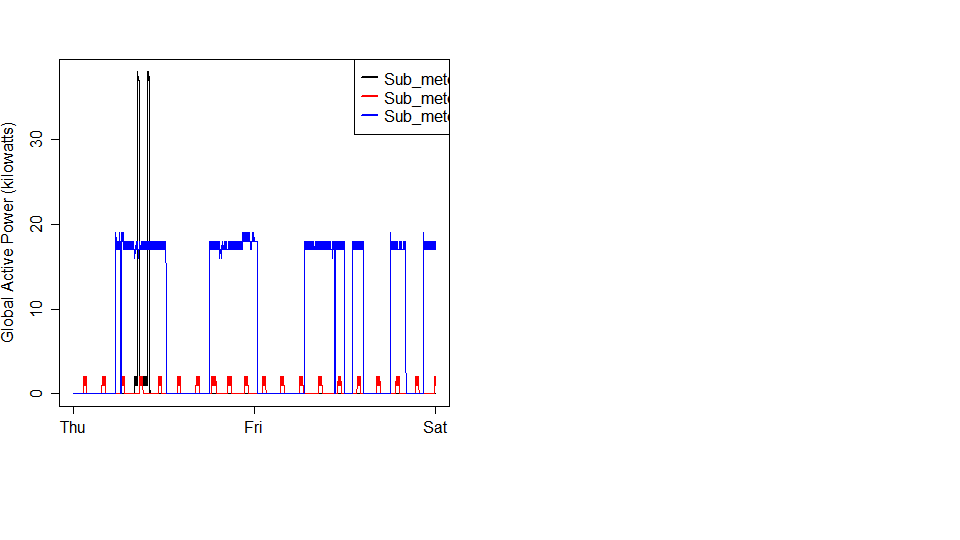 Sub_mete
Sub_mete
Sub_mete
Global Active Power (kilowatts)
30
20
10
0
Thu Fri Sat